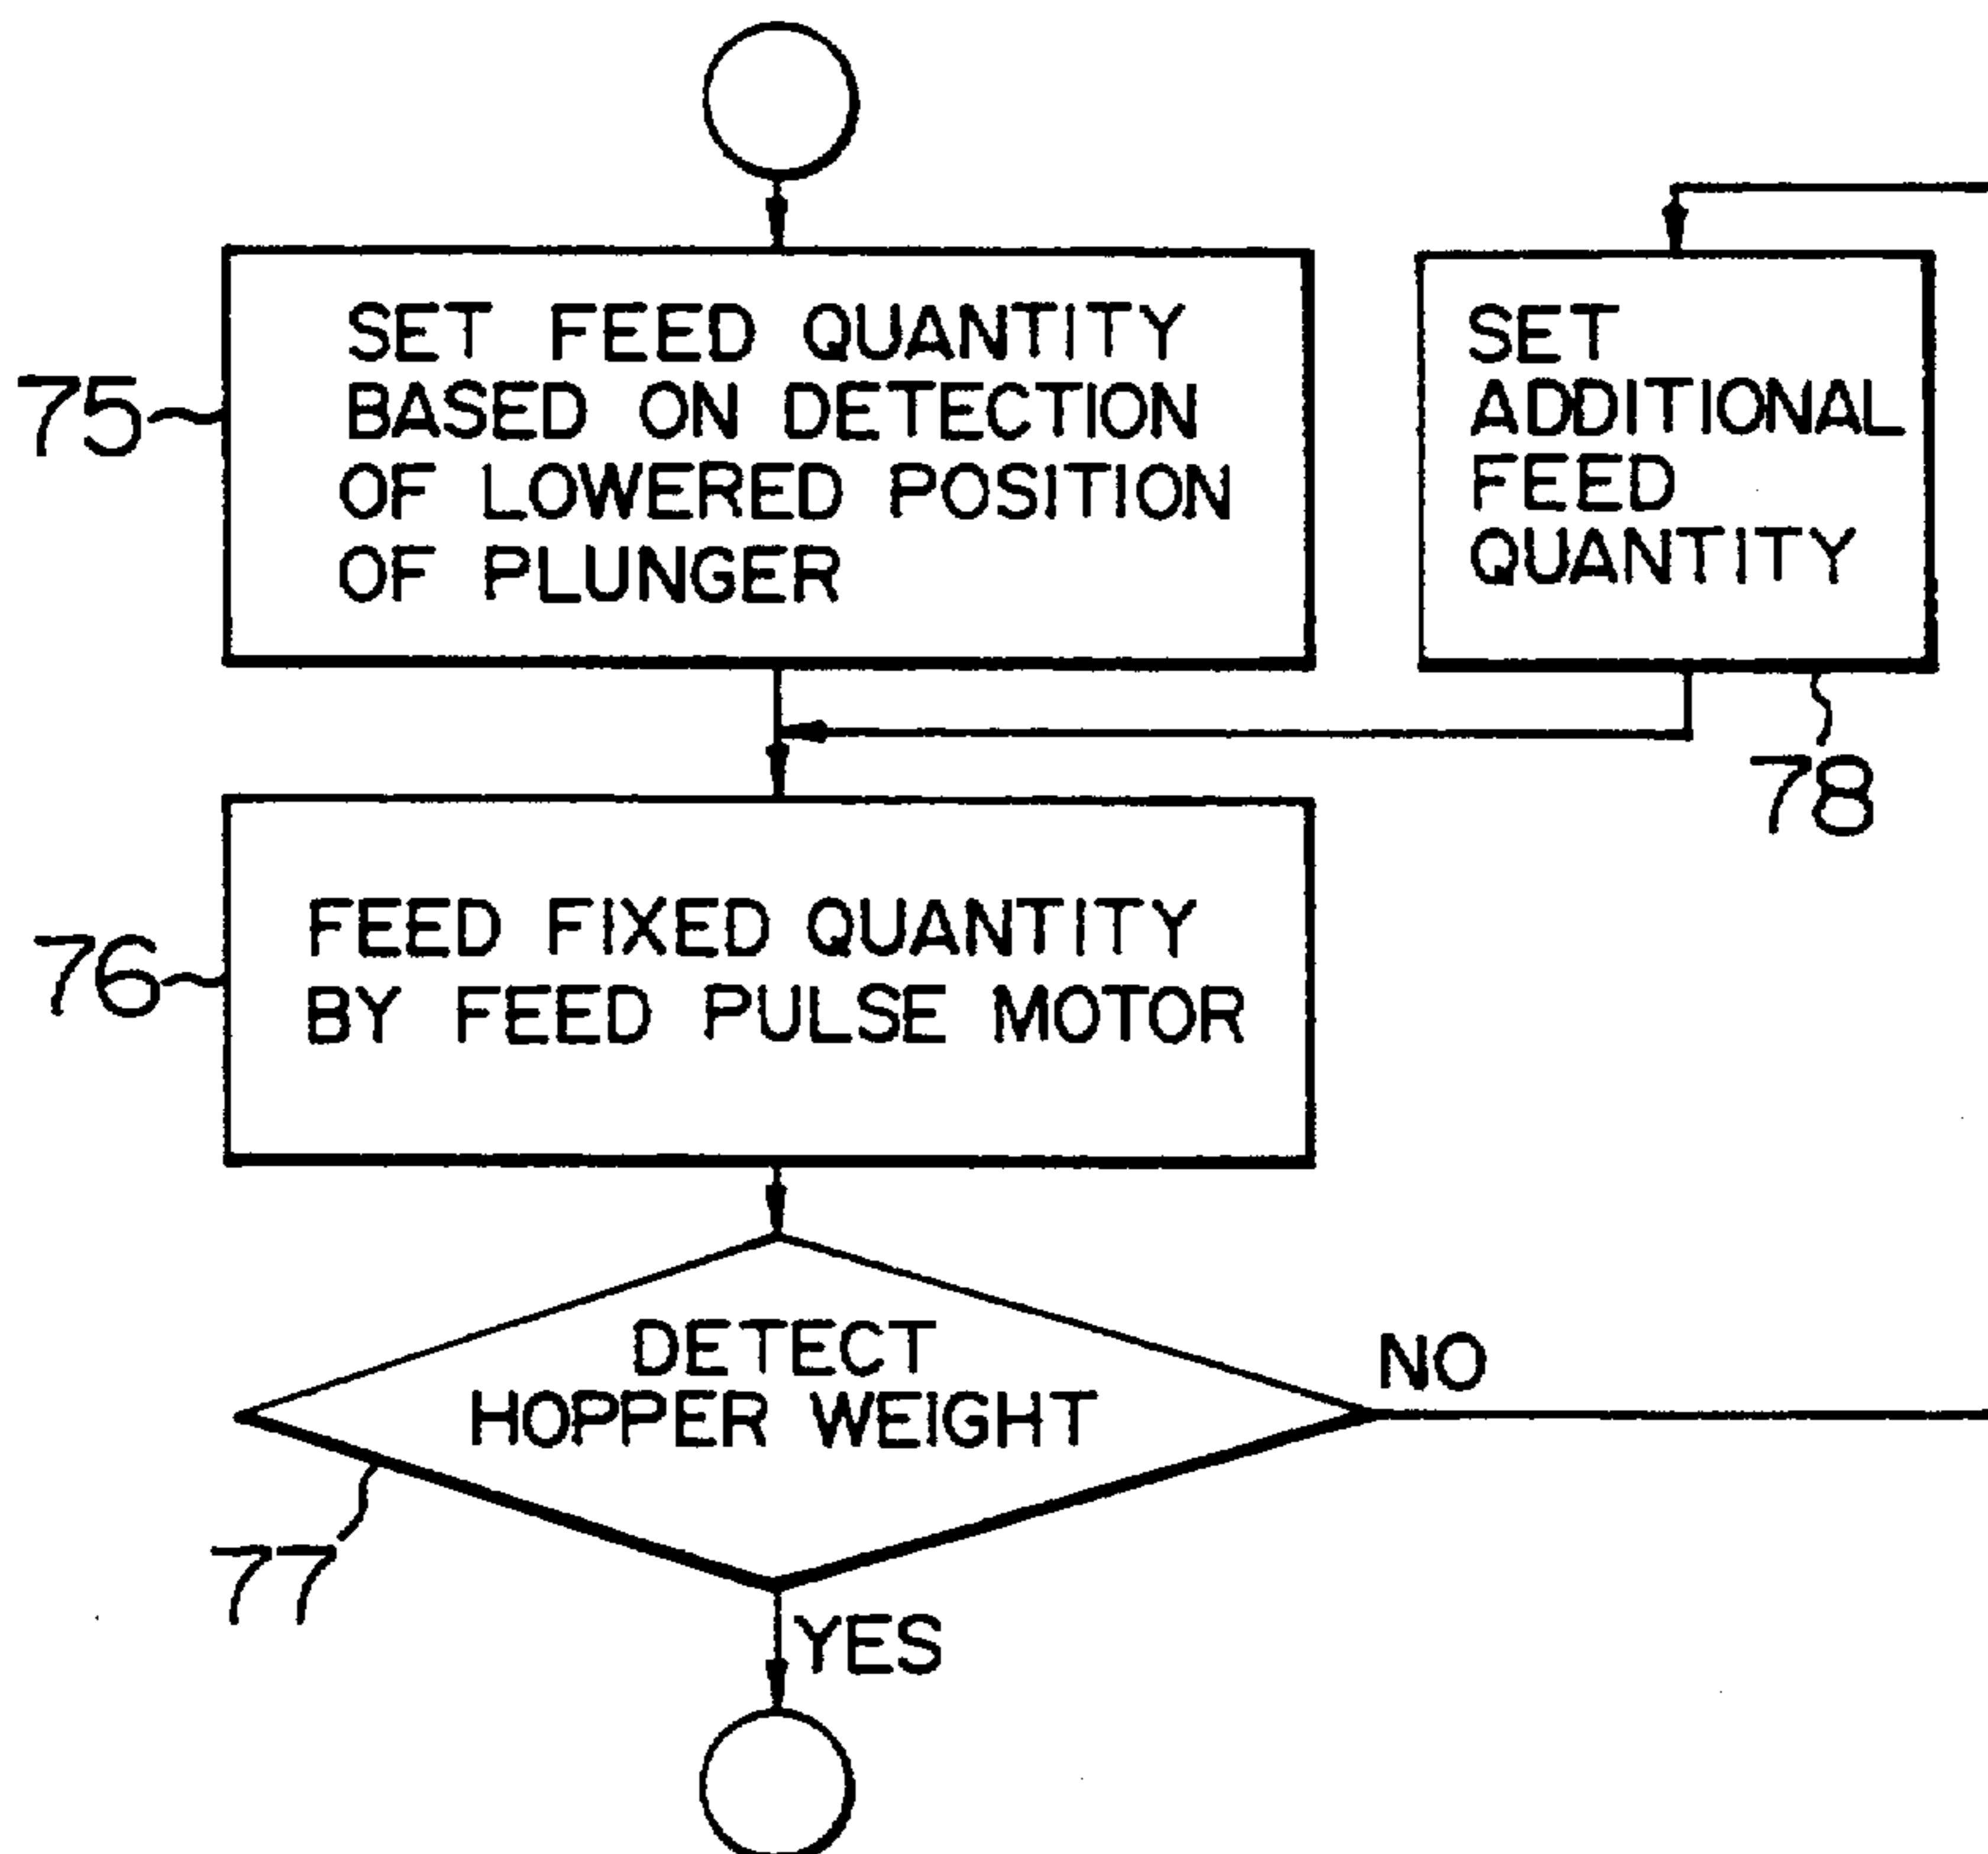 SET FEED QUANTITY
BASED ON DETECTION
OF LOWERED POSITION
OF PLUNGER
75
SET
ADDITIONAL
FEED
QUANTITY
78
FEED FIXED QUANTITY
BY FEED PULSE MOTOR
76
DETECT
HOPPER WEIGHT
NO
77
YES